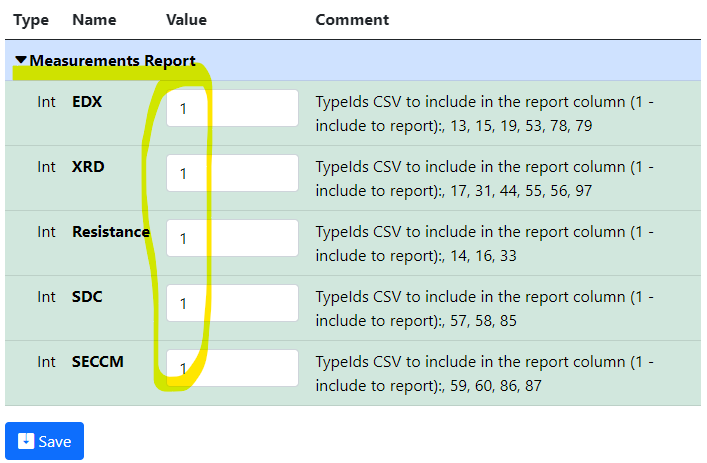 Type Name Value Comment
Measurements Report
Int EDX 1 TypeIds CSV to include in the report column (1 -
include to report):, 13, 15, 19, 53, 78, 79
Int XRD 1 TypeIds CSV to include in the report column (1 -
include to report):, 17, 31, 44, 55, 56, 97
Int Resistance 1 TypeIds CSV to include in the report column (1 -
include to report):, 14, 16, 33
Int SDC 1 TypeIds CSV to include in the report column (1 -
include to report):, 57, 58, 85
Int SECCM 1 TypeIds CSV to include in the report column (1 -
include to report):, 59, 60, 86, 87
Save